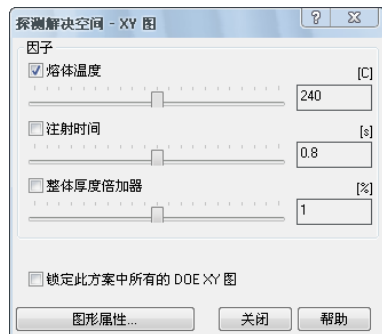 探测解决空间 - XY 图
因子
熔体温度
[C]
240
注射时间
[s]
0.8
整体厚度倍加器
[%]
1
锁定此方案中所有的 DOE XY 图
图形属性... 关闭 帮助